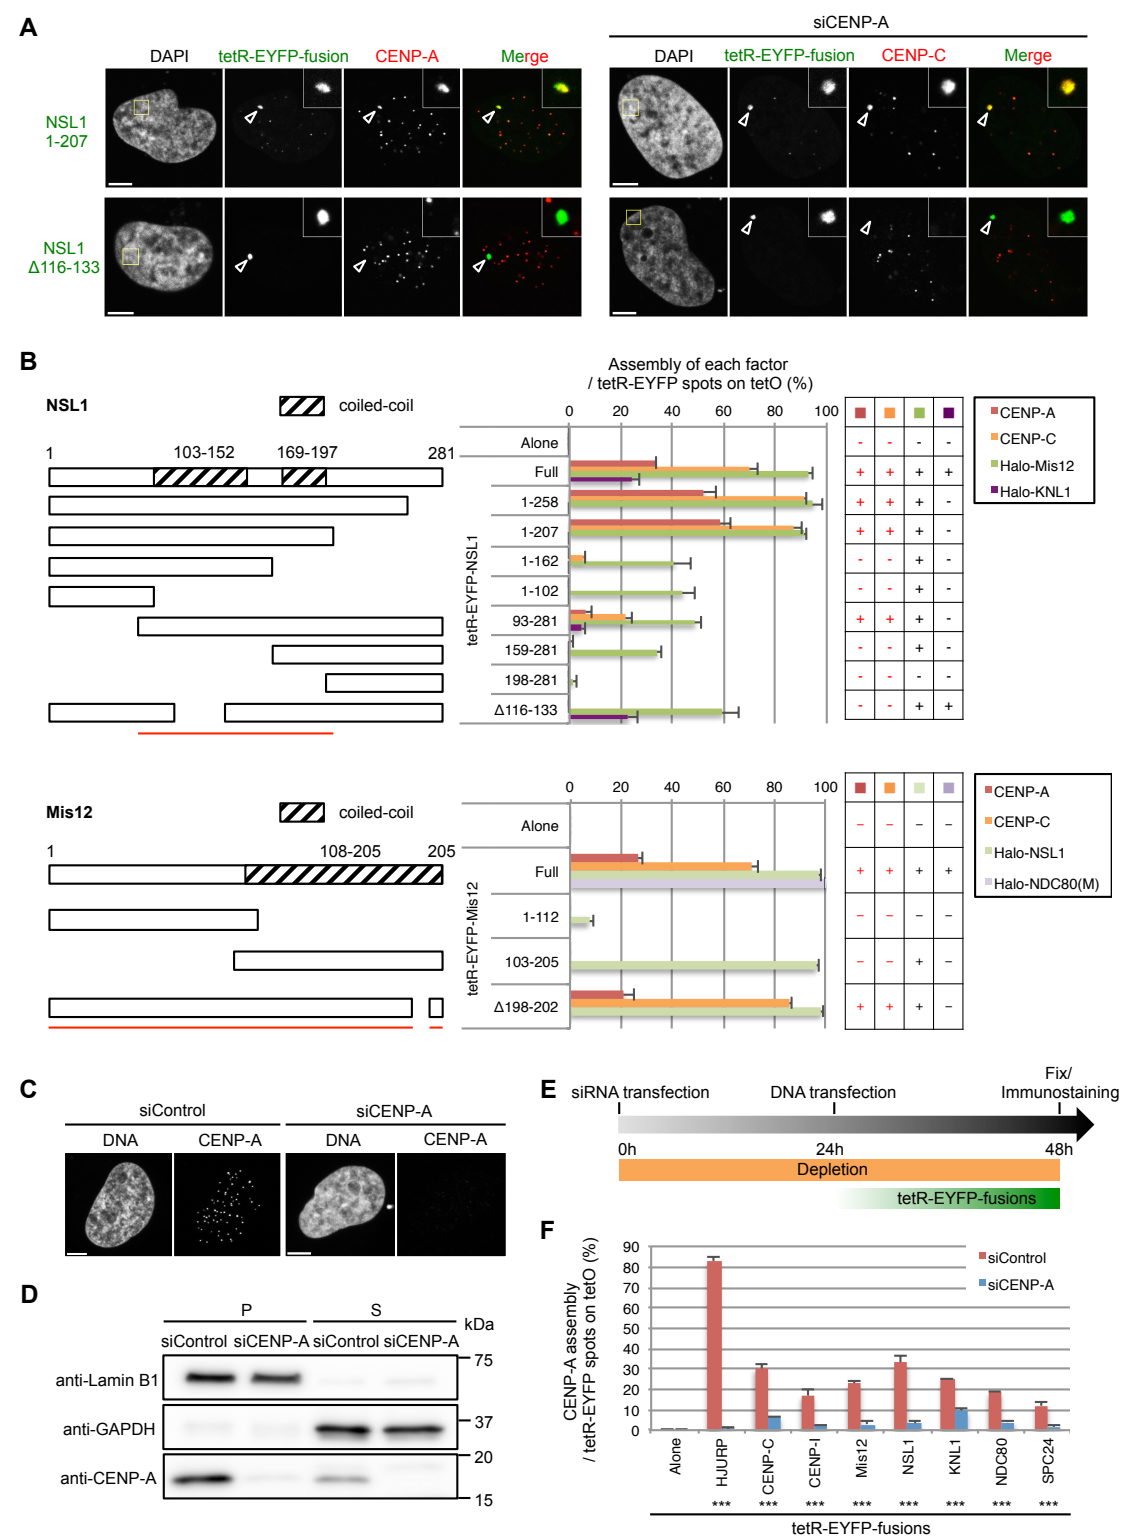 A
siCENP-A
DAPI tetR-EYFP-fusion CENP-A Merge
DAPI tetR-EYFP-fusion CENP-C Merge
NSL1
1-207
NSL1
Δ116-133
B
Assembly of each factor
/ tetR-EYFP spots on tetO (%)
NSL1
coiled-coil
0 20 40 60 80 100
1 103-152 169-197 281
tetR-EYFP-NSL1
Alone - - - -
Full + + + +
1-258 + + + -
1-207 + + + -
1-162 - - + -
1-102 - - + -
93-281 + + + -
159-281 - - + -
198-281 - - - -
Δ116-133 - - + +
CENP-A
CENP-C
Halo-Mis12
Halo-KNL1
Mis12
coiled-coil
0 20 40 60 80 100
1 108-205 205
tetR-EYFP-Mis12
Alone – – – –
Full + + + +
1-112 – – – –
103-205 – – + –
Δ198-202 + + + –
CENP-A
CENP-C
Halo-NSL1
Halo-NDC80(M)
C
siControl siCENP-A
DNA CENP-A DNA CENP-A
D
P S
kDa
siControl siCENP-A siControl siCENP-A
anti-Lamin B1
anti-GAPDH
anti-CENP-A
75
37
20
15
E
siRNA transfection DNA transfection Fix/
Immunostaining
0h 24h 48h
Depletion
tetR-EYFP-fusions
F
CENP-A assembly
/ tetR-EYFP spots on tetO (%)
90
80
70
60
50
40
30
20
10
0
siControl
siCENP-A
Alone HJURP CENP-C CENP-I Mis12 NSL1 KNL1 NDC80 SPC24
*** *** *** *** *** *** *** ***
tetR-EYFP-fusions